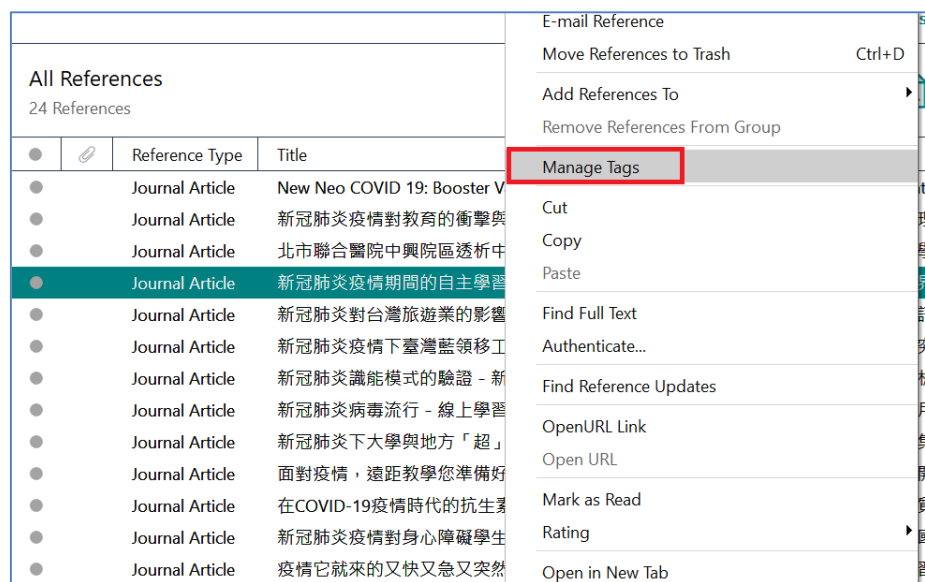 All References
24 References
Reference Type Title
Journal Article New Neo COVID 19: Booster
Journal Article 新冠肺炎疫情對教育的衝擊與
Journal Article 北市聯合醫院中興院區透析中
Journal Article 新冠肺炎疫情期間的自主學習
Journal Article 新冠肺炎對台灣旅遊業的影響
Journal Article 新冠肺炎疫情下臺灣藍領移工
Journal Article 新冠肺炎識能模式的驗證 - 新
Journal Article 新冠肺炎病毒流行 - 線上學習
Journal Article 新冠肺炎下大學與地方「超」
Journal Article 面對疫情，遠距教學您準備好
Journal Article 在COVID-19疫情時代的抗生素
Journal Article 新冠肺炎疫情對身心障礙學生
Journal Article 疫情它就來的又快又急又突然
E-mail Reference
Move References to Trash Ctrl+D
Add References To
Remove References From Group
Manage Tags
Cut
Copy
Paste
Find Full Text
Authenticate...
Find Reference Updates
OpenURL Link
Open URL
Mark as Read
Rating
Open in New Tab